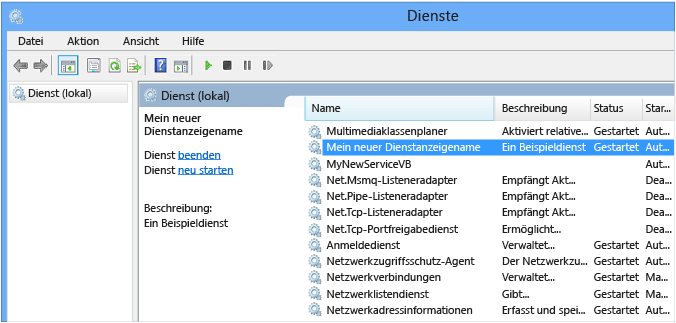 Dienste
Datei Aktion Ansicht Hilfe
Dienst (lokal)
Dienst (lokal)
Mein neuer
Dienstanzeigename
Dienst beenden
Dienst neu starten
Beschreibung:
Ein Beispieldienst
Name Beschreibung Status Star...
Multimediaklassenplaner Aktiviert relative... Gestartet Aut...
Mein neuer Dienstanzeigename Ein Beispieldienst Gestartet Aut...
MyNewServiceVB Aut...
Net.Msmq-Listeneradapter Empfängt Akt... Dea...
Net.Pipe-Listeneradapter Empfängt Akt... Dea...
Net.Tcp-Listeneradapter Empfängt Akt... Dea...
Net.Tcp-Portfreigabedienst Ermöglicht... Dea...
Anmeldedienst Verwaltet... Gestartet Aut...
Netzwerkzugriffsschutz-Agent Der Netzwerkzu... Gestartet Aut...
Netzwerkverbindungen Verwaltet... Gestartet Ma...
Netzwerklistendienst Gibt... Gestartet Ma...
Netzwerkadressinformationen Erfasst und spei... Gestartet Aut...